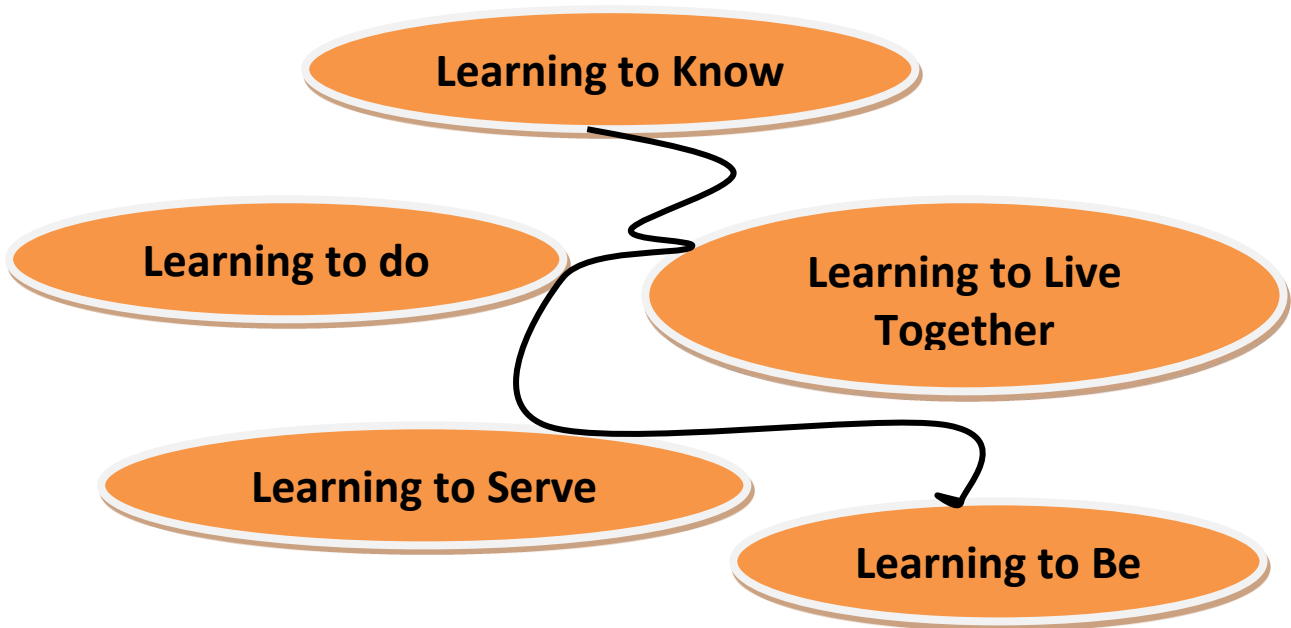 Learning to Know
Learning to do
Learning to Live
Together
Learning to Serve
Learning to Be